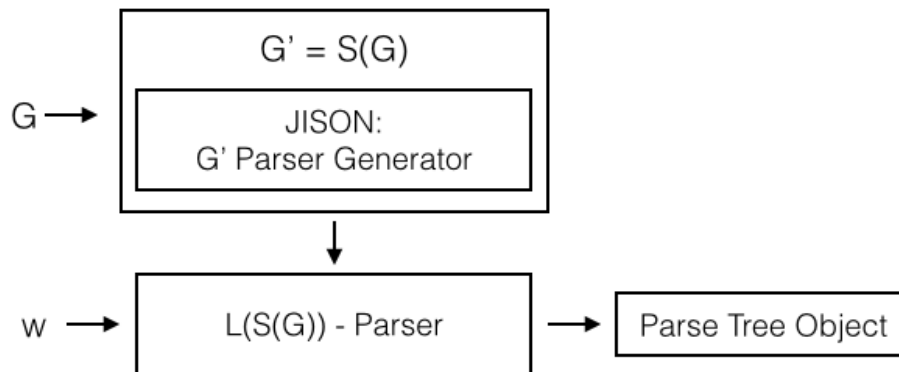 G' = S(G)
G
JISON:
G' Parser Generator
w
L(S(G)) - Parser
Parse Tree Object